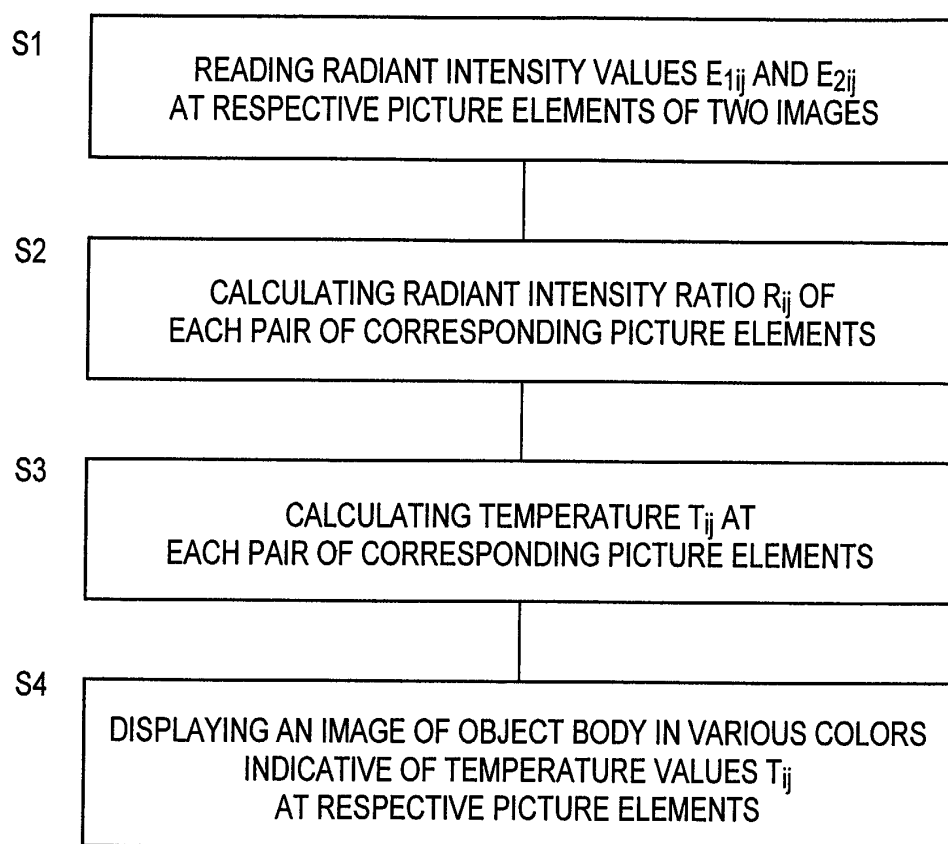 S1
READING RADIANT INTENSITY VALUES E1ij AND E2ij
AT RESPECTIVE PICTURE ELEMENTS OF TWO IMAGES
S2
CALCULATING RADIANT INTENSITY RATIO Rij OF
EACH PAIR OF CORRESPONDING PICTURE ELEMENTS
S3
CALCULATING TEMPERATURE Tij AT
EACH PAIR OF CORRESPONDING PICTURE ELEMENTS
S4
DISPLAYING AN IMAGE OF OBJECT BODY IN VARIOUS COLORS
INDICATIVE OF TEMPERATURE VALUES Tij
AT RESPECTIVE PICTURE ELEMENTS